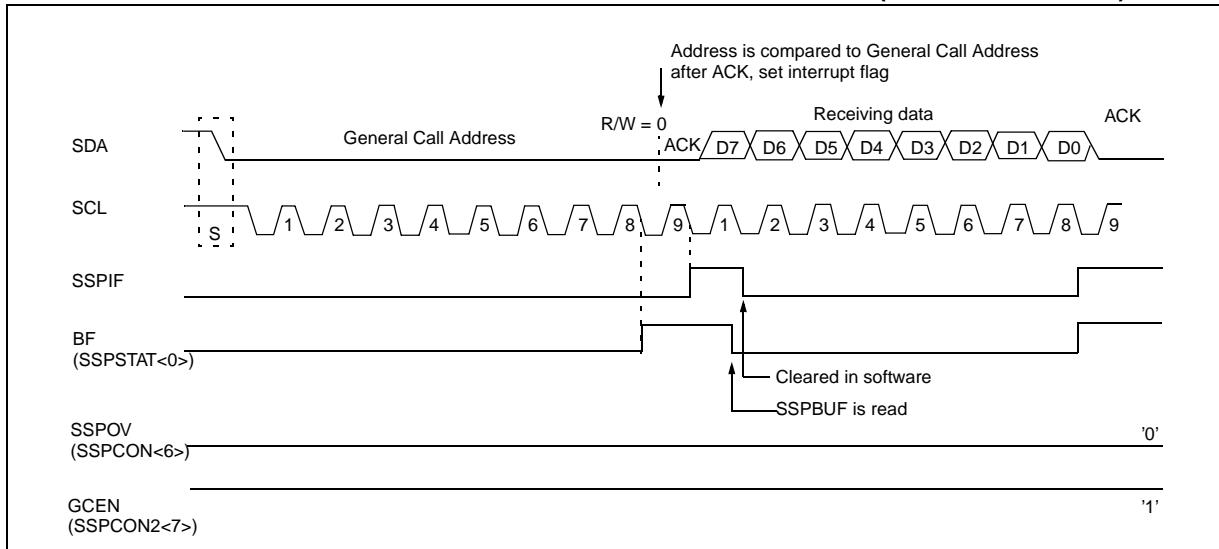 Address is compared to General Call Address
after ACK, set interrupt flag
R/W = 0
Receiving data
ACK
SDA
General Call Address
ACK
D7 D6 D5 D4 D3 D2 D1 D0
SCL
S
1 2 3 4 5 6 7 8 9 1 2 3 4 5 6 7 8 9
SSPIF
BF
(SSPSTAT<0>)
Cleared in software
SSPBUF is read
SSPOV
(SSPCON<6>)
'0'
GCEN
(SSPCON2<7>)
'1'